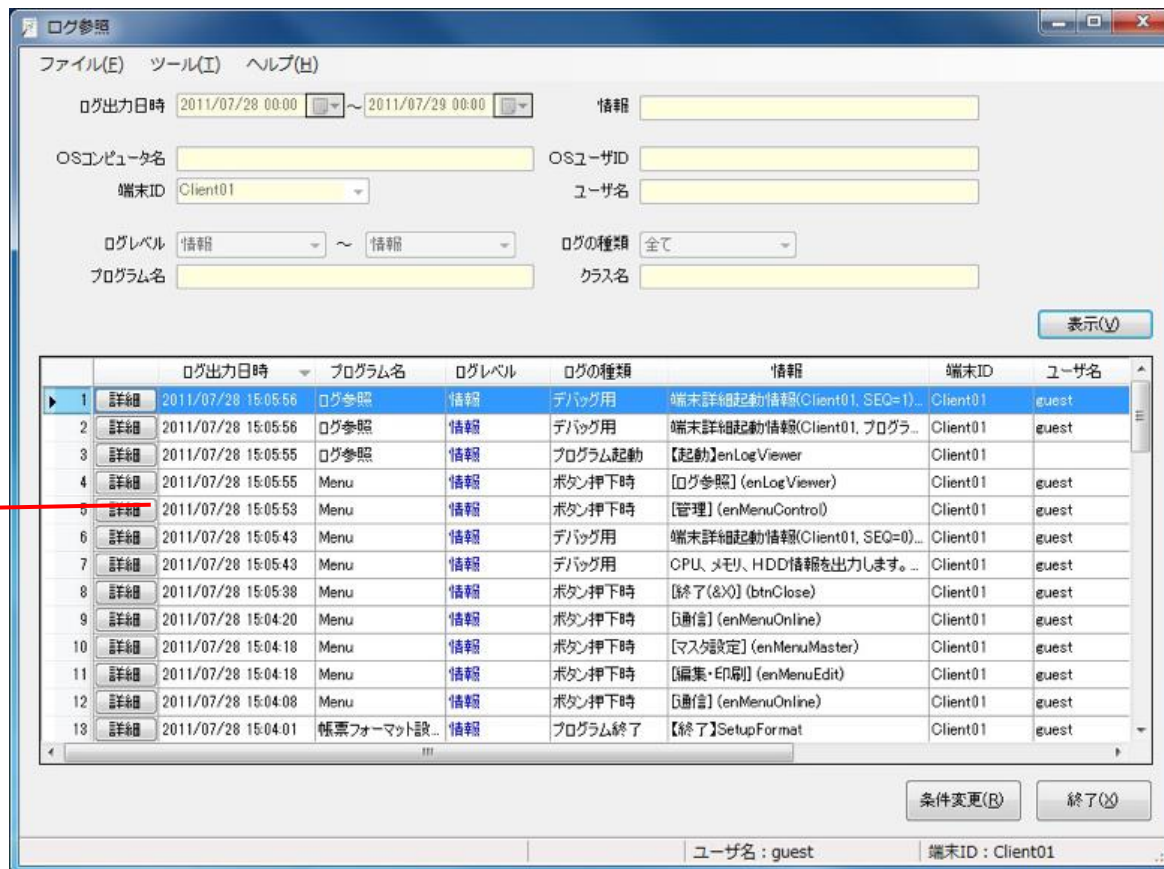 ログ参照
ファイル(F) ツール(T) ヘルプ(H)
ログ出力日時 2011/07/28 00:00 ～ 2011/07/29 00:00 情報
OSコンピュータ名 OSユーザID
端末ID Client01 ユーザ名
ログレベル 情報 ～ 情報 ログの種類 全て
プログラム名 クラス名
表示(V)
ログ出力日時 プログラム名 ログレベル ログの種類 情報 端末ID ユーザ名
1 詳細 2011/07/28 15:05:56 ログ参照 情報 デバッグ用 端末詳細起動情報(Client01, SEQ=1)... Client01 guest
2 詳細 2011/07/28 15:05:56 ログ参照 情報 デバッグ用 端末詳細起動情報(Client01, プログラ... Client01 guest
3 詳細 2011/07/28 15:05:55 ログ参照 情報 プログラム起動 【起動】enLogViewer Client01
4 詳細 2011/07/28 15:05:55 Menu 情報 ボタン押下時 [ログ参照] (enLogViewer) Client01 guest
5 詳細 2011/07/28 15:05:53 Menu 情報 ボタン押下時 [管理] (enMenuControl) Client01 guest
6 詳細 2011/07/28 15:05:43 Menu 情報 デバッグ用 端末詳細起動情報(Client01, SEQ=0)... Client01 guest
7 詳細 2011/07/28 15:05:43 Menu 情報 デバッグ用 CPU、メモリ、HDD情報を出力します。... Client01 guest
8 詳細 2011/07/28 15:05:38 Menu 情報 ボタン押下時 [終了(&X)] (btnClose) Client01 guest
9 詳細 2011/07/28 15:04:20 Menu 情報 ボタン押下時 [通信] (enMenuOnline) Client01 guest
10 詳細 2011/07/28 15:04:18 Menu 情報 ボタン押下時 [マスタ設定] (enMenuMaster) Client01 guest
11 詳細 2011/07/28 15:04:18 Menu 情報 ボタン押下時 [編集・印刷] (enMenuEdit) Client01 guest
12 詳細 2011/07/28 15:04:08 Menu 情報 ボタン押下時 [通信] (enMenuOnline) Client01 guest
13 詳細 2011/07/28 15:04:01 帳票フォーマット設... 情報 プログラム終了 【終了】SetupFormat Client01 guest
条件変更(R) 終了(X)
ユーザ名 : guest 端末ID : Client01